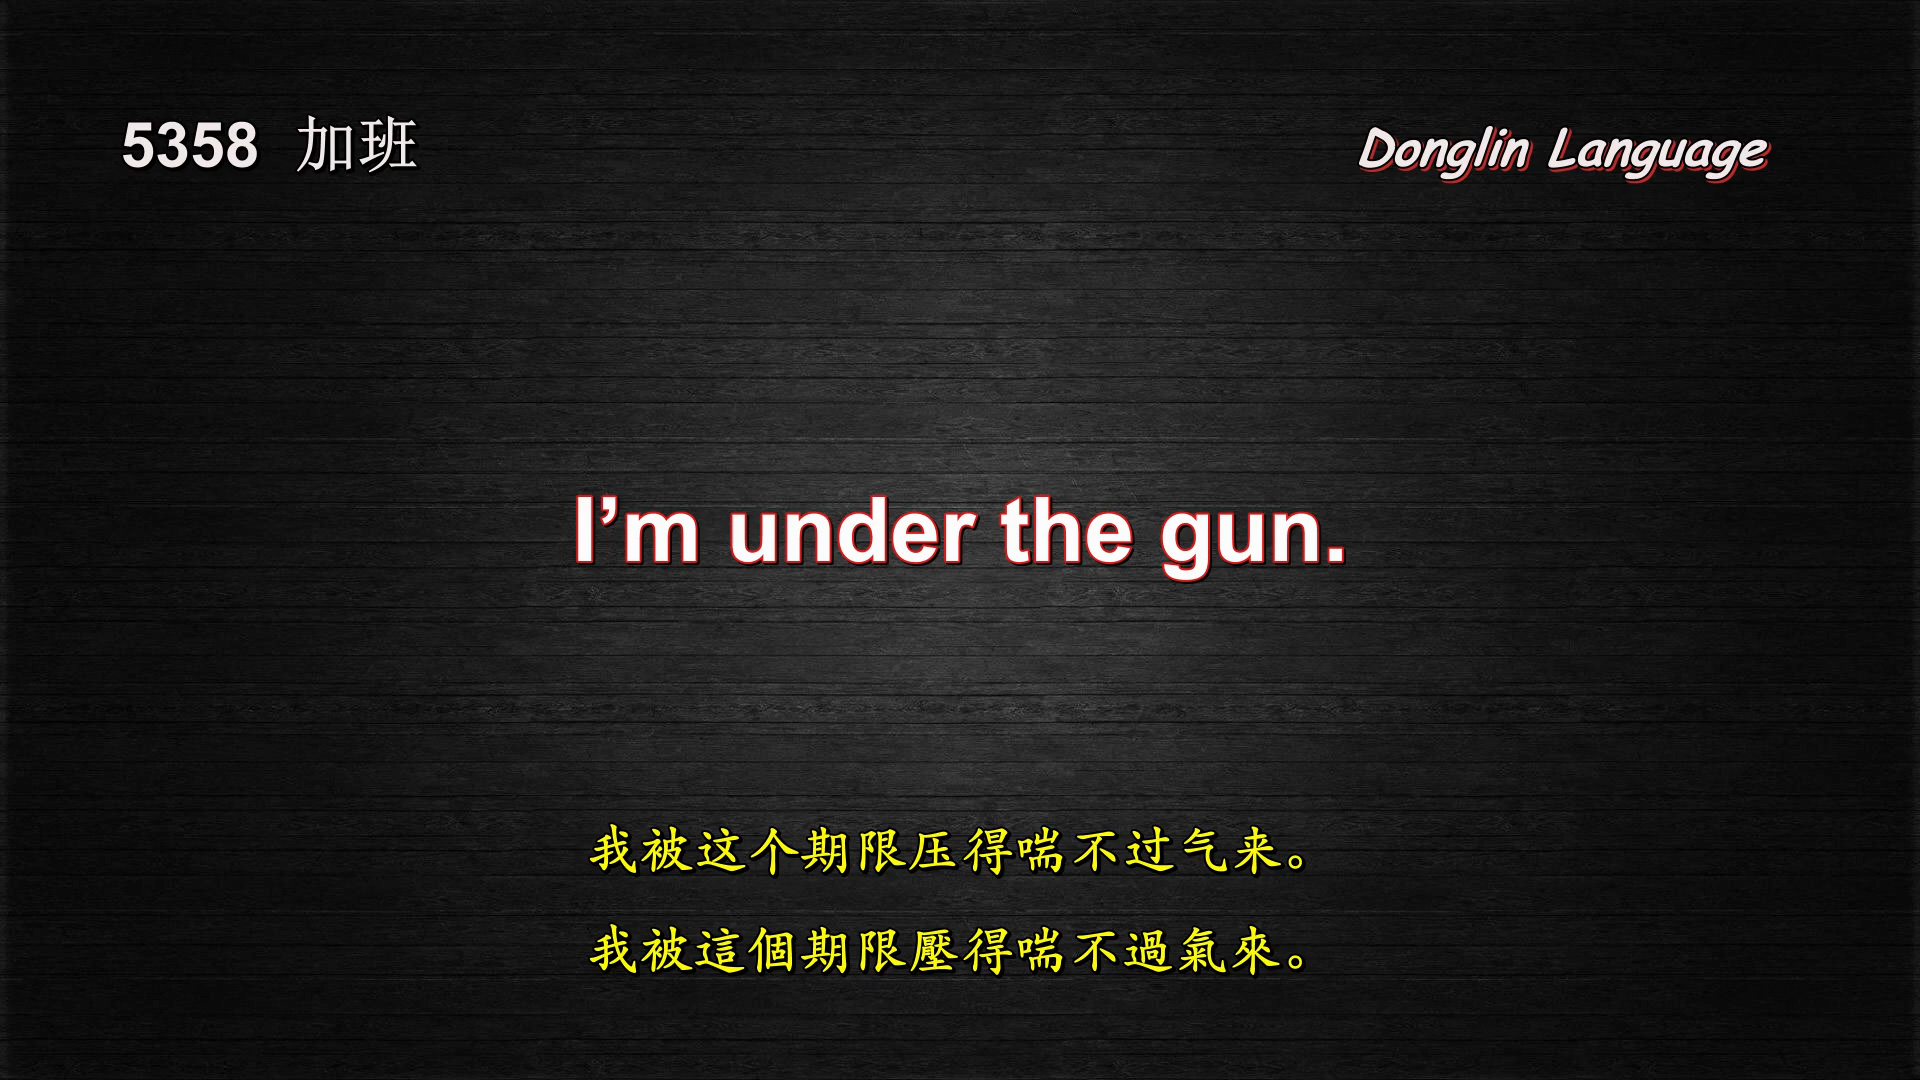 5358 加班
Donglin Language
I’m under the gun.
我被这个期限压得喘不过气来。
我被這個期限壓得喘不過氣來。